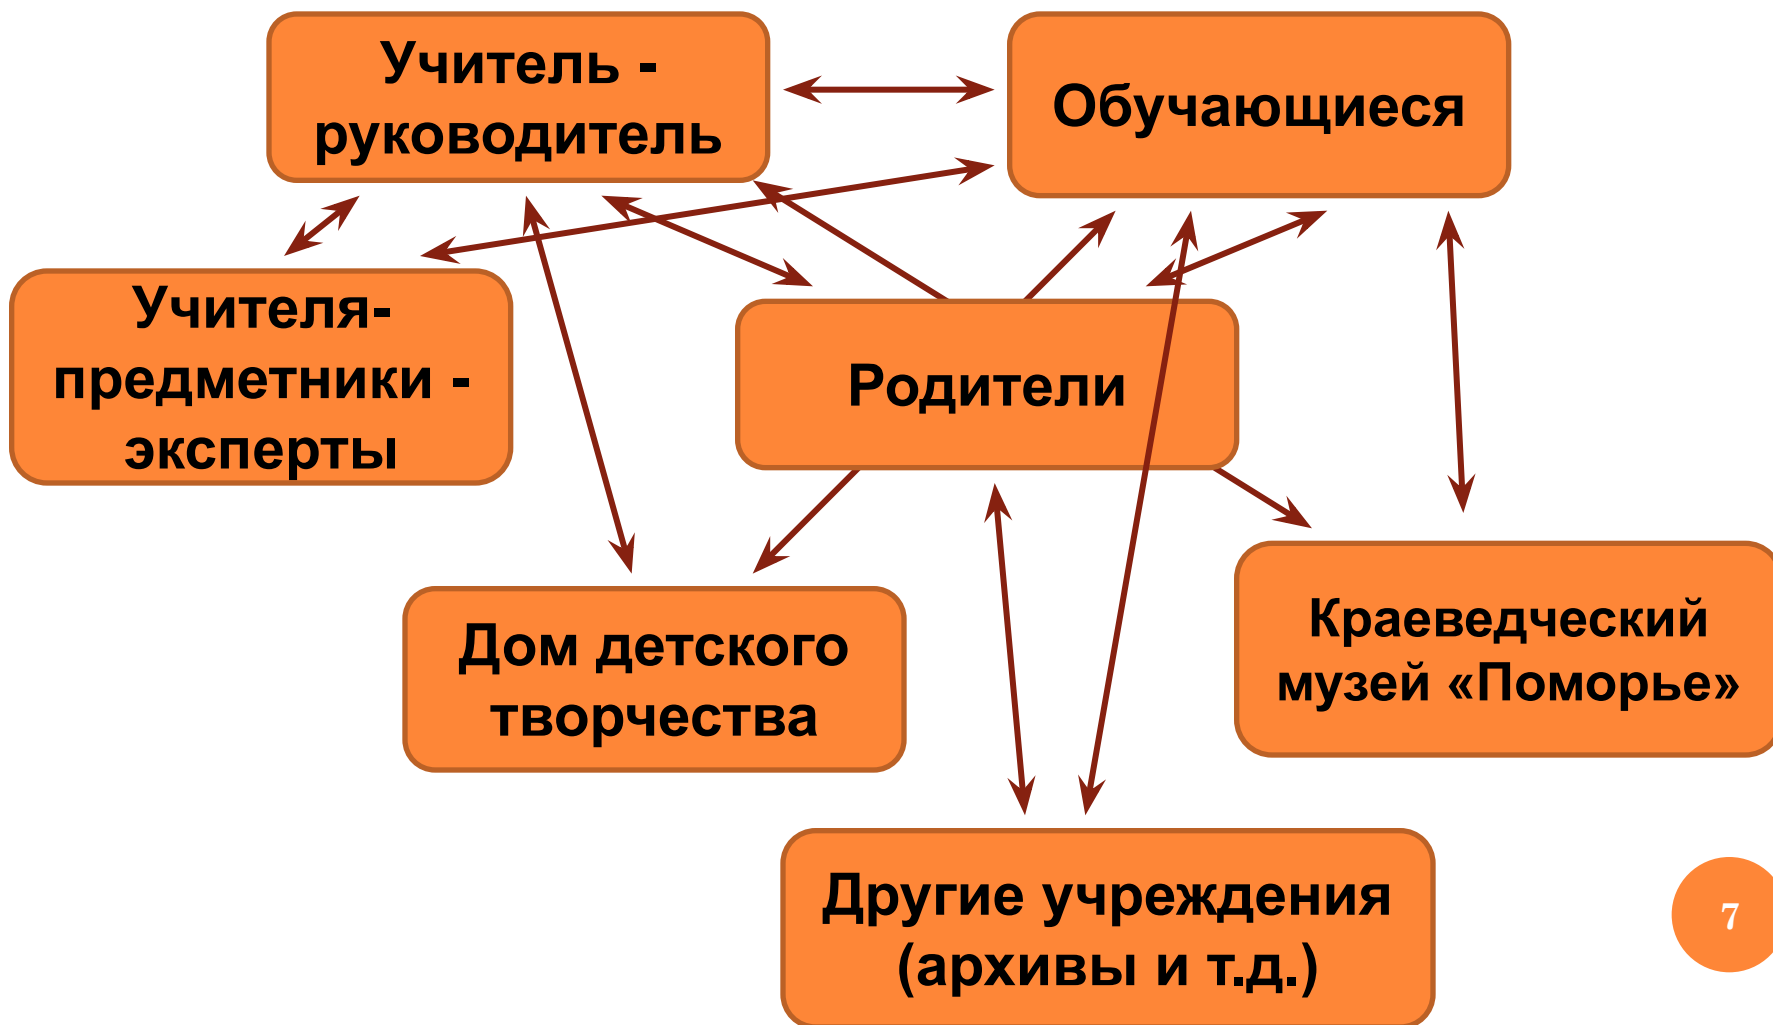 Учитель -
руководитель
Обучающиеся
Учителя-
предметники -
эксперты
Родители
Дом детского
творчества
Краеведческий
музей «Поморье»
Другие учреждения
(архивы и т.д.)
7